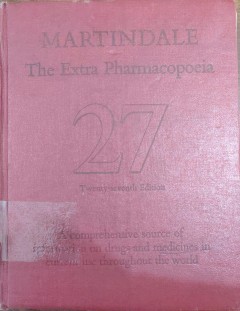 MARTINDALE
The Extra Pharmacopoeia
27
Twenty-seventh Edition
A comprehensive source of
information on drugs and medicines in
use throughout the world